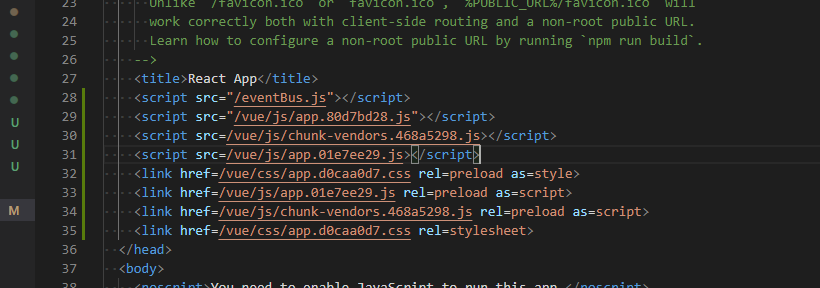 23 Unlike "/favicon.ico" or "favicon.ico", "%PUBLIC_URL%/favicon.ico" will
24 work correctly both with client-side routing and a non-root public URL.
25 Learn how to configure a non-root public URL by running `npm run build`.
26 -->
27 <title>React App</title>
28 <script src="/eventBus.js"></script>
29 <script src="/vue/js/app.80d7bd28.js"></script>
30 <script src=/vue/js/chunk-vendors.468a5298.js></script>
31 <script src=/vue/js/app.01e7ee29.js></script>
32 <link href=/vue/css/app.d0caa0d7.css rel=preload as=style>
33 <link href=/vue/js/app.01e7ee29.js rel=preload as=script>
U 34 <link href=/vue/js/chunk-vendors.468a5298.js rel=preload as=script>
U 35 <link href=/vue/css/app.d0caa0d7.css rel=stylesheet>
U 36 </head>
M 37 <body>
38 <noscript>You need to enable JavaScript to run this app.</noscript>